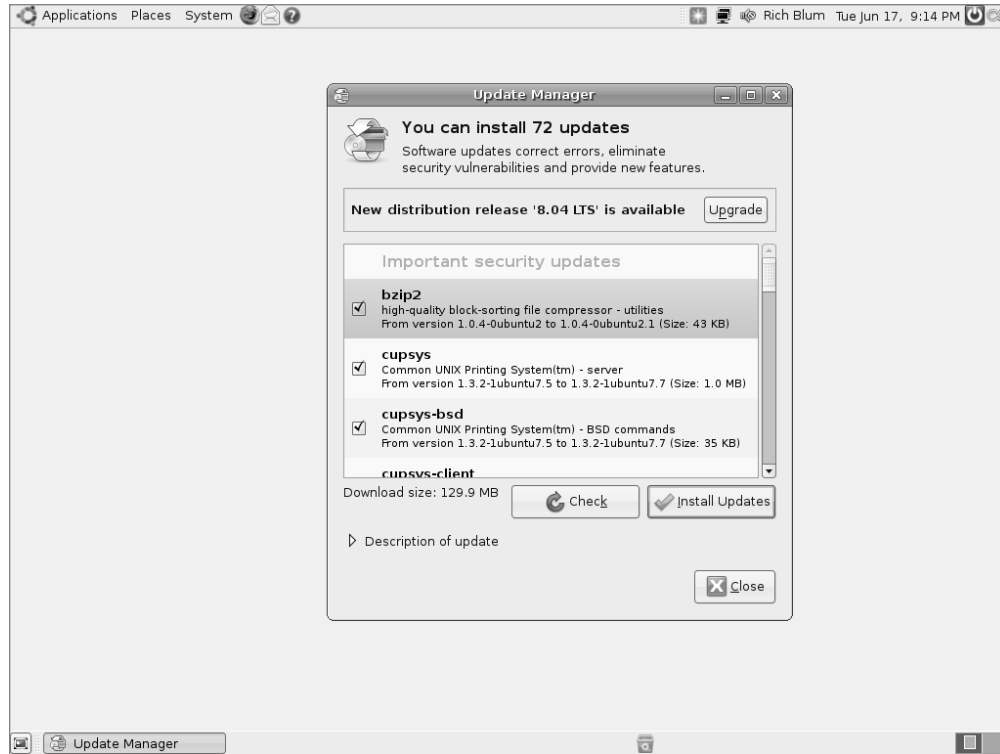 Applications Places System Rich Blum Tue Jun 17, 9:14 PM
Update Manager
You can install 72 updates
Software updates correct errors, eliminate
security vulnerabilities and provide new features.
New distribution release '8.04 LTS' is available Upgrade
Important security updates
bzip2
high-quality block-sorting file compressor - utilities
From version 1.0.4-0ubuntu2 to 1.0.4-0ubuntu2.1 (Size: 43 KB)
cupsys
Common UNIX Printing System(tm) - server
From version 1.3.2-1ubuntu7.5 to 1.3.2-1ubuntu7.7 (Size: 1.0 MB)
cupsys-bsd
Common UNIX Printing System(tm) - BSD commands
From version 1.3.2-1ubuntu7.5 to 1.3.2-1ubuntu7.7 (Size: 35 KB)
cupsys-client
Download size: 129.9 MB Check Install Updates
Description of update
Close
Update Manager